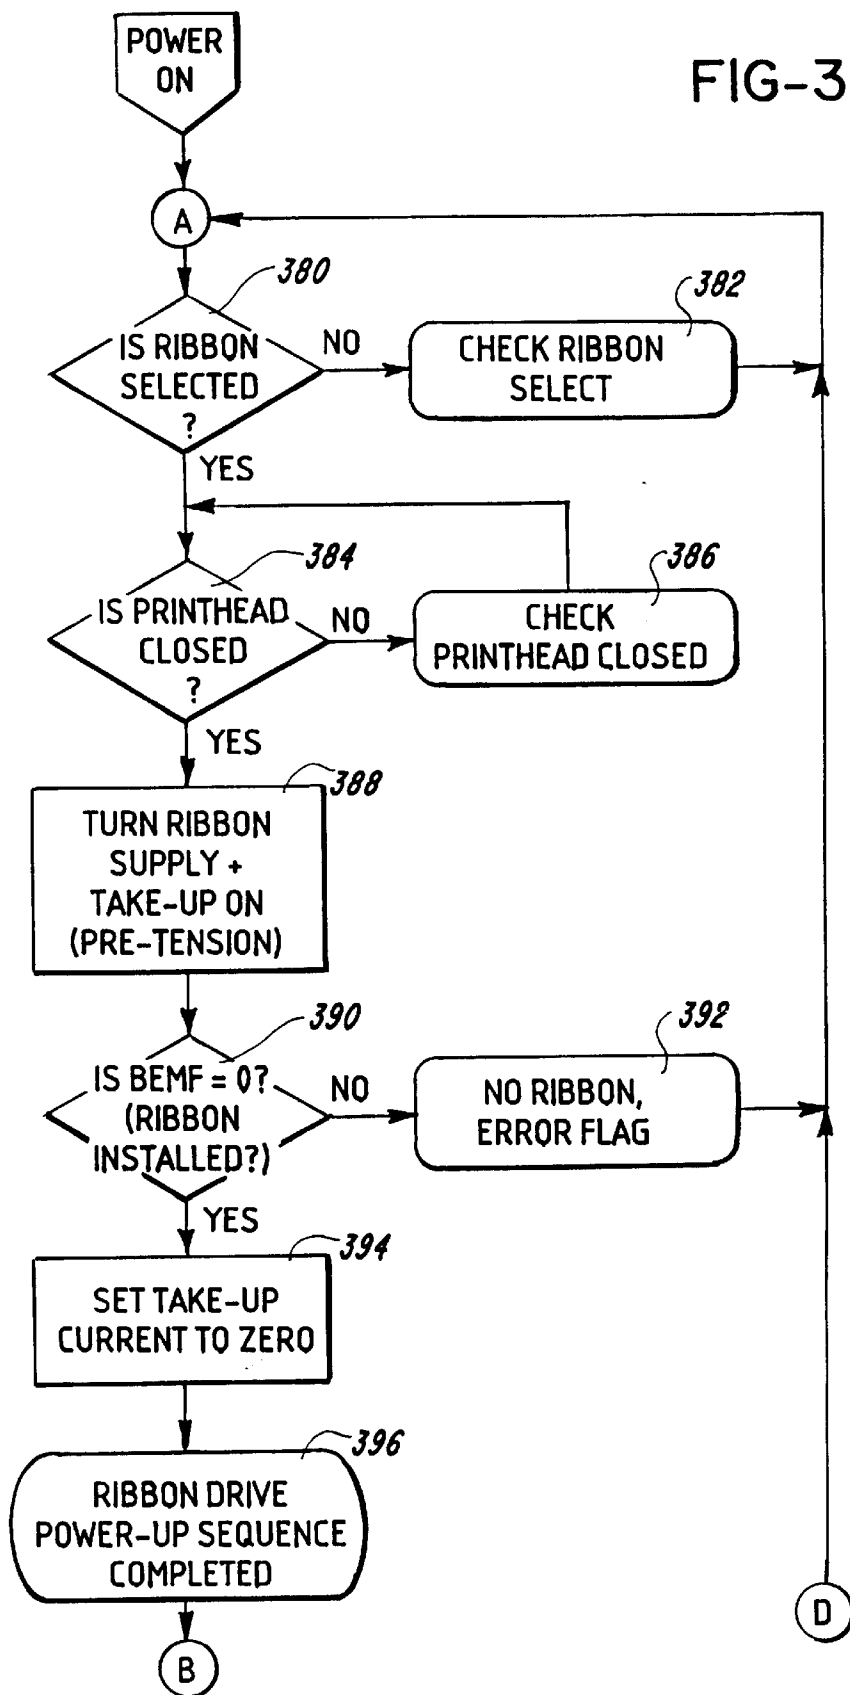 POWER
ON
FIG-3
A
380
IS RIBBON
SELECTED
?
NO
382
CHECK RIBBON
SELECT
YES
384
IS PRINTHEAD
CLOSED
?
NO
386
CHECK
PRINTHEAD CLOSED
YES
388
TURN RIBBON
SUPPLY +
TAKE-UP ON
(PRE-TENSION)
390
IS BEMF = 0?
(RIBBON
INSTALLED?)
NO
392
NO RIBBON,
ERROR FLAG
YES
394
SET TAKE-UP
CURRENT TO ZERO
396
RIBBON DRIVE
POWER-UP SEQUENCE
COMPLETED
D
B